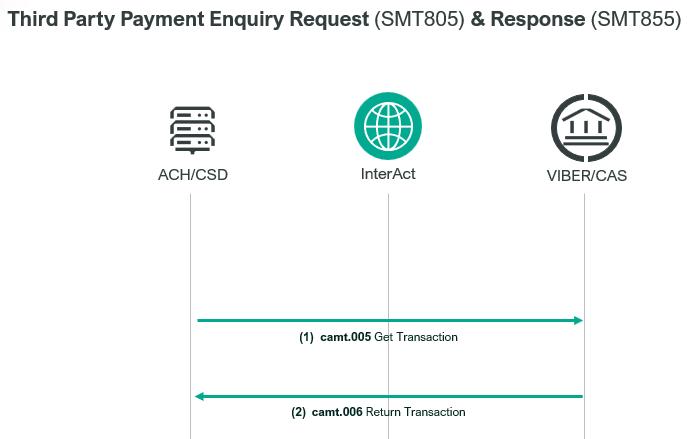 Third Party Payment Enquiry Request (SMT805) & Response (SMT855)
ACH/CSD
InterAct
VIBER/CAS
(1) camt.005 Get Transaction
(2) camt.006 Return Transaction